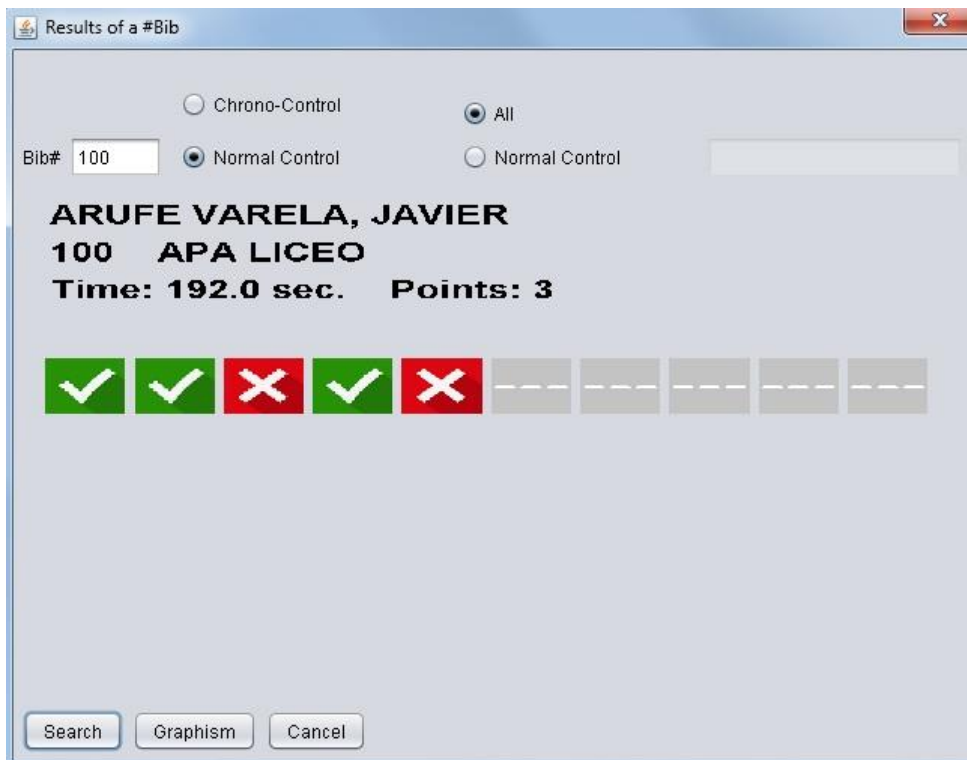 Results of a #Bib
Chrono-Control
All
Bib# 100
Normal Control
Normal Control
ARUFE VARELA, JAVIER
100 APA LICEO
Time: 192.0 sec. Points: 3
--- --- --- --- ---
Search
Graphism
Cancel